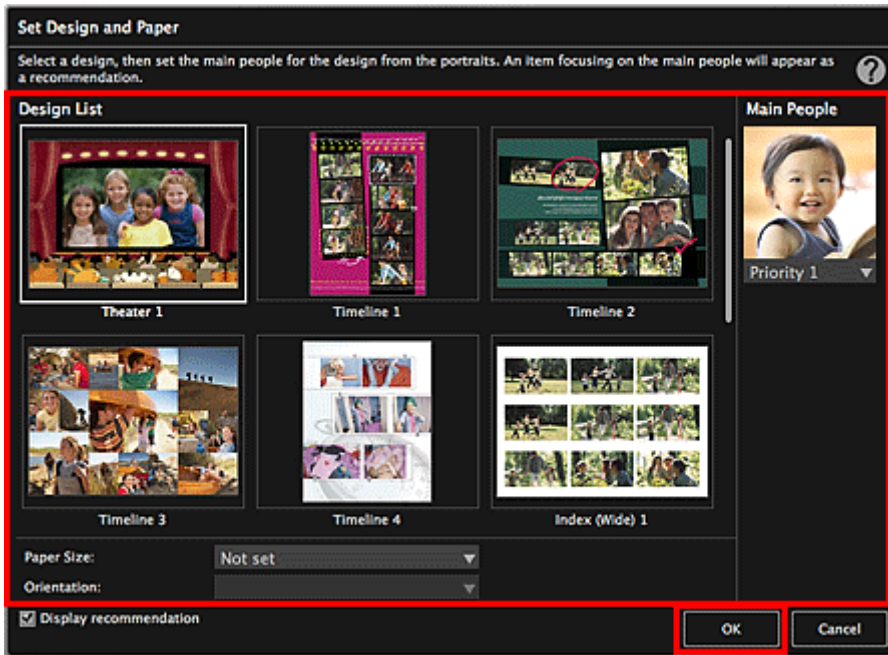 Set Design and Paper
Select a design, then set the main people for the design from the portraits. An item focusing on the main people will appear as
a recommendation.
?
Design List
Main People
Theater 1
Timeline 1
Timeline 2
Priority 1
Timeline 3
Timeline 4
Index (Wide) 1
Paper Size:
Not set
Orientation:
Display recommendation
OK
Cancel